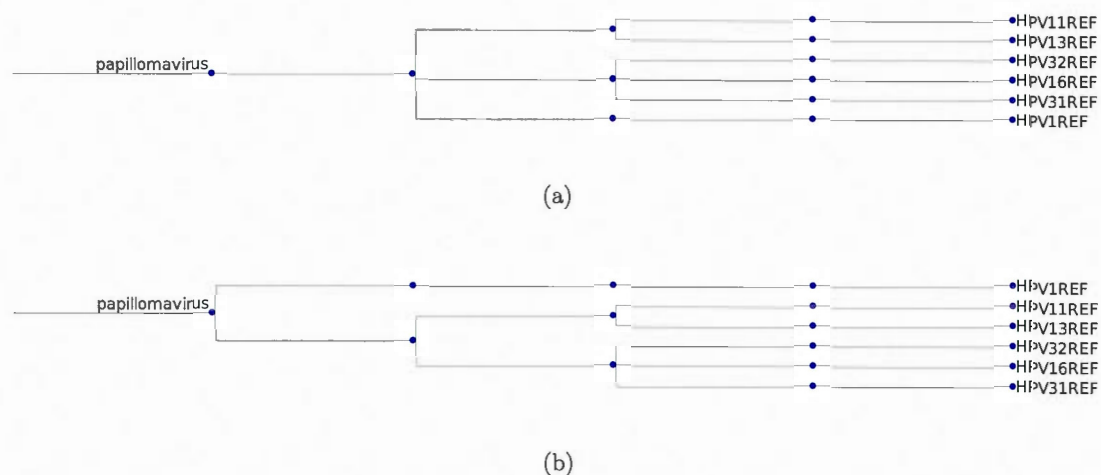 HPV11REF
HPV13REF
papillomavirus
HPV32REF
HPV16REF
HPV31REF
HPV1REF
(a)
HPV1REF
papillomavirus
HPV11REF
HPV13REF
HPV32REF
HPV16REF
HPV31REF
(b)